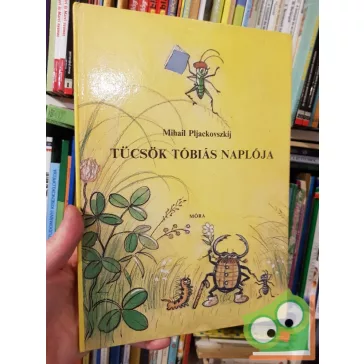 Mihail Pljackovszkij
TÜCSÖK TÓBIÁS NAPLÓJA
MÓRA